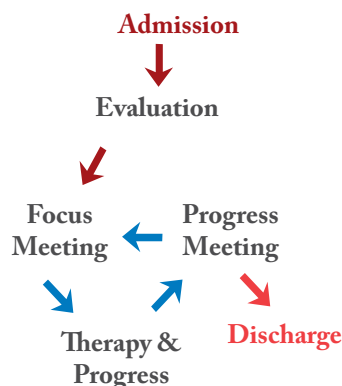 Admission
Evaluation
Focus
Meeting
Progress
Meeting
Therapy &
Progress
Discharge